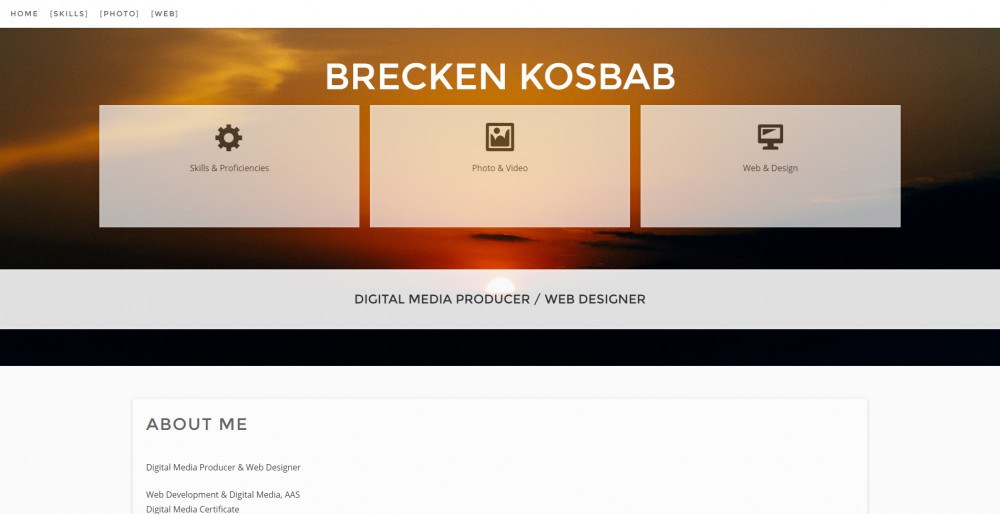 HOME [SKILLS] [PHOTO] [WEB]
BRECKEN KOSBAB
Skills & Proficiencies
Photo & Video
Web & Design
DIGITAL MEDIA PRODUCER / WEB DESIGNER
ABOUT ME
Digital Media Producer & Web Designer
Web Development & Digital Media, AAS
Digital Media Certificate